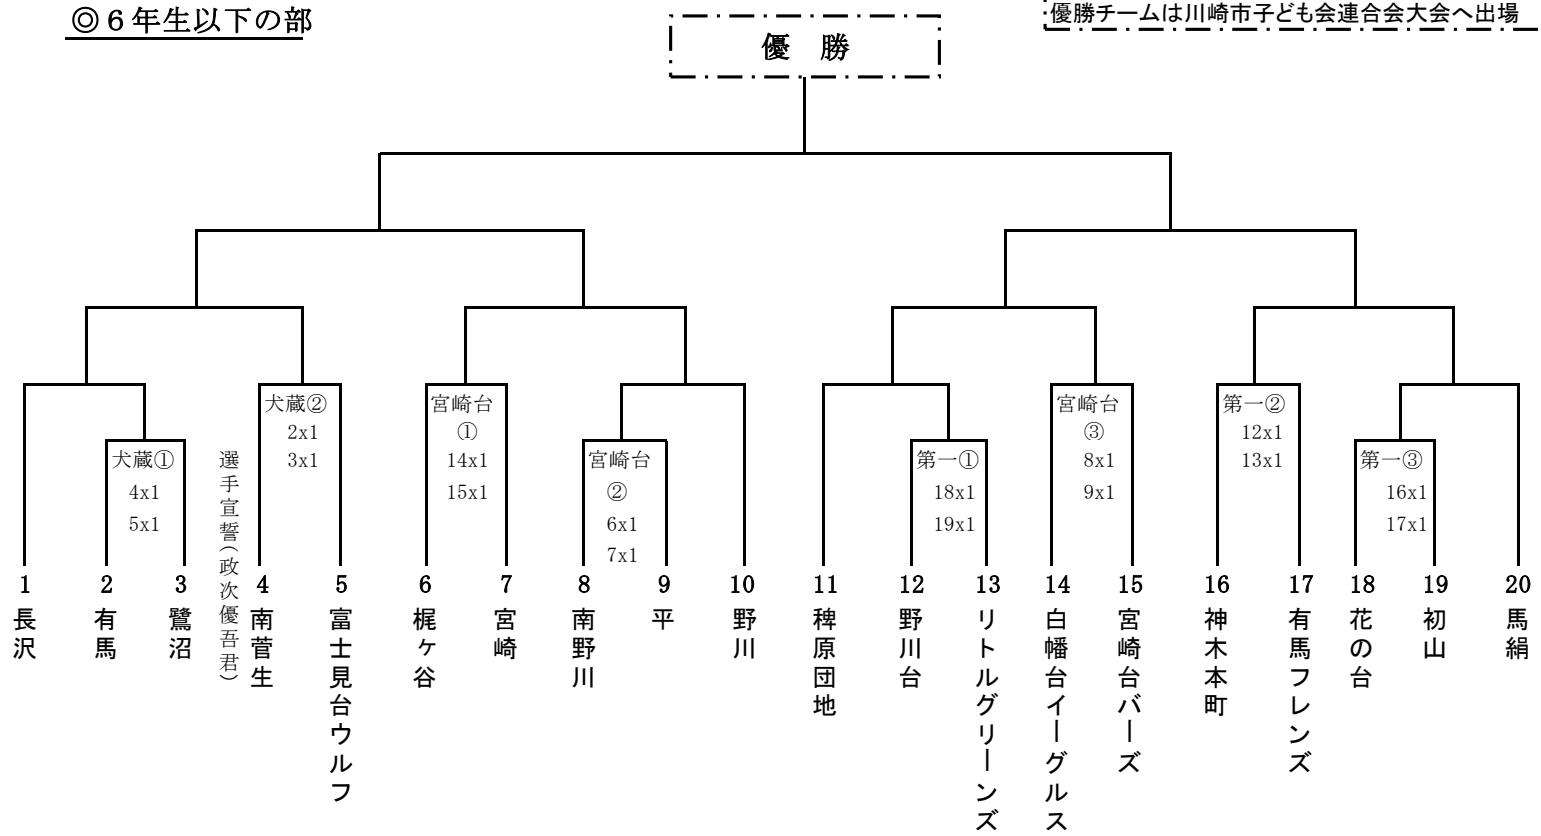 ◎6年生以下の部
優勝チームは川崎市子ども会連合会大会へ出場
優 勝
犬蔵②
2x1
3x1
宮崎台
①
14x1
15x1
宮崎台
③
8x1
9x1
第一②
12x1
13x1
犬蔵①
4x1
5x1
宮崎台
②
6x1
7x1
第一①
18x1
19x1
第一③
16x1
17x1
選手宣誓(政次優吾君)
1
長沢
2
有馬
3
鷺沼
4
南菅生
5
富士見台ウルフ
6
梶ヶ谷
7
宮崎
8
南野川
9
平
10
野川
11
稗原団地
12
野川台
13
リトルグリーンズ
14
白幡台イーグルス
15
宮崎台バーズ
16
神木本町
17
有馬フレンズ
18
花の台
19
初山
20
馬絹